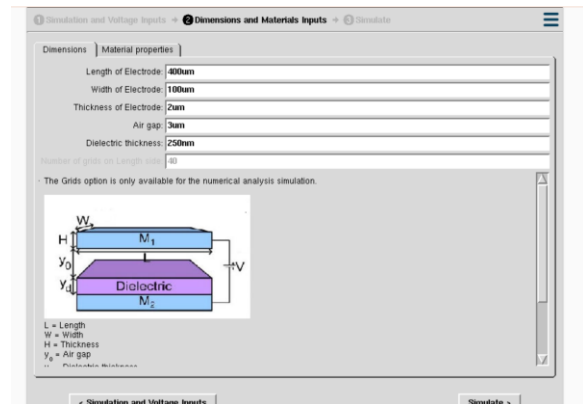 1 Simulation and Voltage Inputs → 2 Dimensions and Materials Inputs → 3 Simulate
Dimensions Material properties
Length of Electrode: 400um
Width of Electrode: 100um
Thickness of Electrode: 2um
Air gap: 3um
Dielectric thickness: 250nm
Number of grids on Length side: 40
· The Grids option is only available for the numerical analysis simulation.
W
H M1
L
y0 V
yd Dielectric
M2
L = Length
W = Width
H = Thickness
y0 = Air gap
Dielectric thickness
< Simulation and Voltage Inputs Simulate >